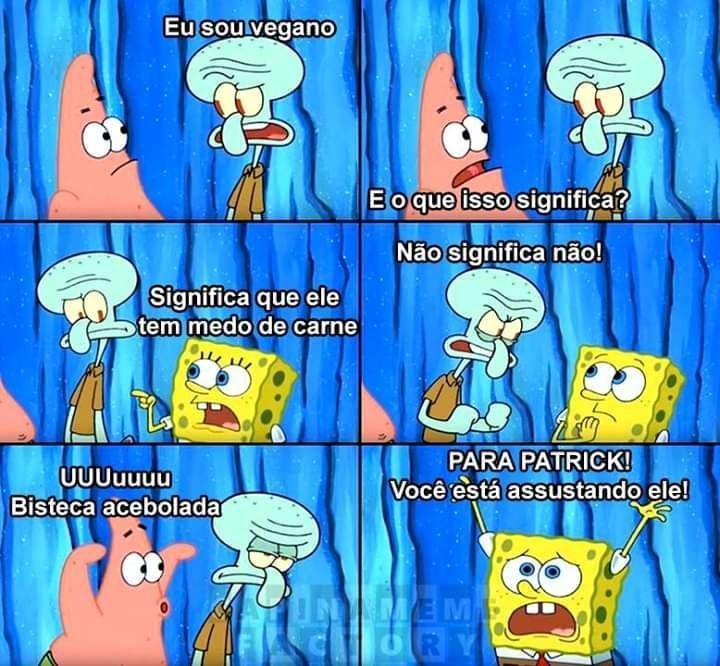 Eu sou vegano
E o que isso significa?
Significa que ele
tem medo de carne
Não significa não!
UUUuuuu
Bisteca acebolada
PARA PATRICK!
Você está assustando ele!